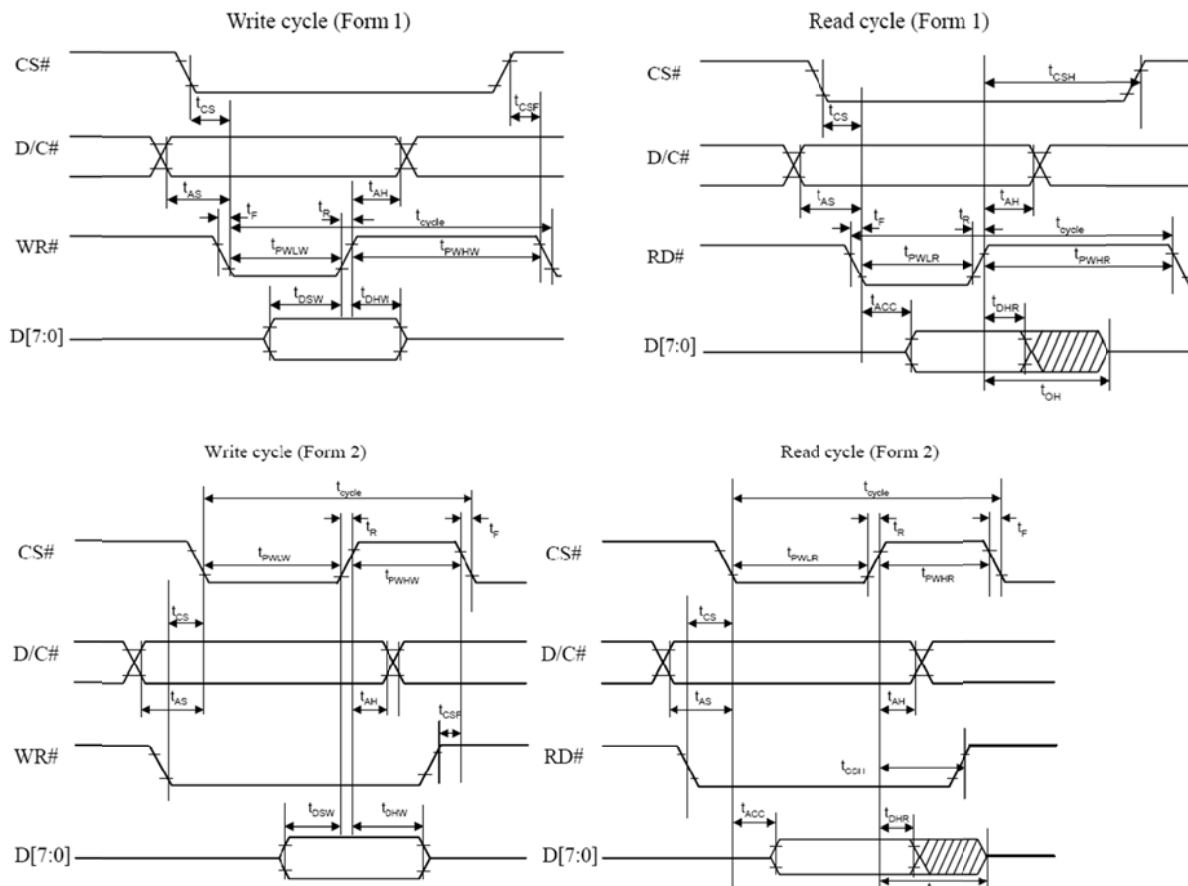 Write cycle (Form 1)
CS#
tCS
tCSF
D/C#
tAS
tAH
tF
tR
tcycle
WR#
tPWLW
tPWHW
tDSW
tDHW
D[7:0]
Read cycle (Form 1)
CS#
tCSH
tCS
D/C#
tAS
tAH
tF
tR
tcycle
RD#
tPWLR
tPWHR
tACC
tDHR
D[7:0]
tOH
Write cycle (Form 2)
tcycle
tR
tF
CS#
tPWLW
tPWHW
tCS
D/C#
tAS
tAH
tCSF
WR#
tDSW
tDHW
D[7:0]
Read cycle (Form 2)
tcycle
tR
tF
CS#
tPWLR
tPWHR
tCS
D/C#
tAS
tAH
RD#
tCSH
tACC
tDHR
D[7:0]